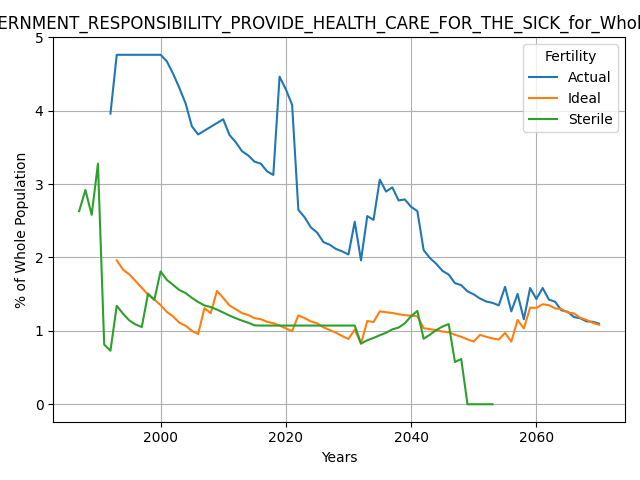 ERNMENT_RESPONSIBILITY_PROVIDE_HEALTH_CARE_FOR_THE_SICK_for_Whol
5
4
3
2
1
0
% of Whole Population
Fertility
Actual
Ideal
Sterile
2000 2020 2040 2060
Years